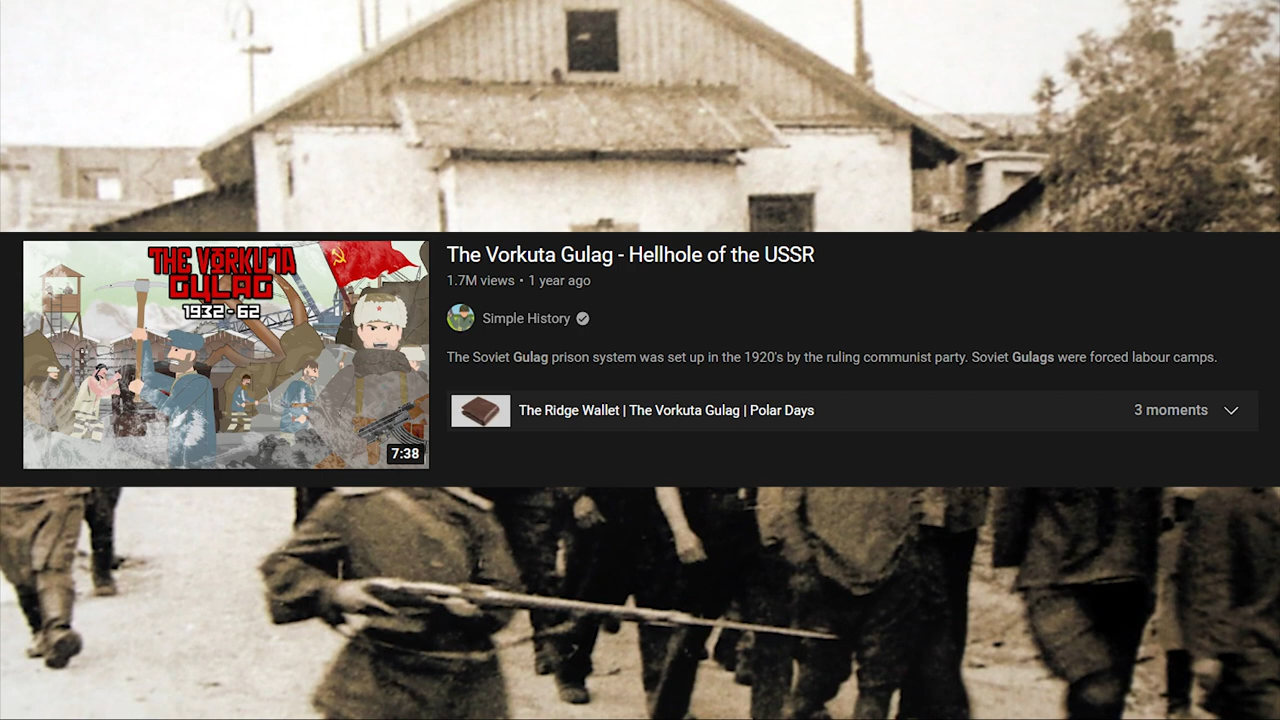 THE VORKUTA
GULAG
1932-62
7:38
The Vorkuta Gulag - Hellhole of the USSR
1.7M views • 1 year ago
Simple History
The Soviet Gulag prison system was set up in the 1920's by the ruling communist party. Soviet Gulags were forced labour camps.
The Ridge Wallet | The Vorkuta Gulag | Polar Days
3 moments